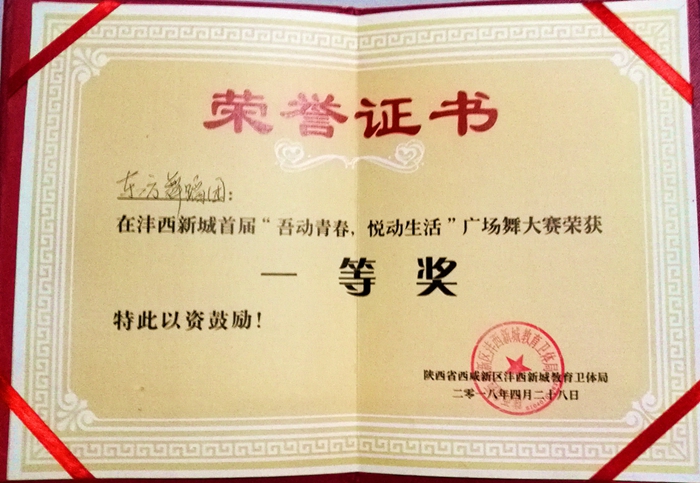 荣誉证书
东方舞蹈团：
在沣西新城首届“吾动青春，悦动生活”广场舞大赛荣获
一等奖
特此以资鼓励！
陕西省西咸新区沣西新城教育卫体局
二零一八年四月二十八日